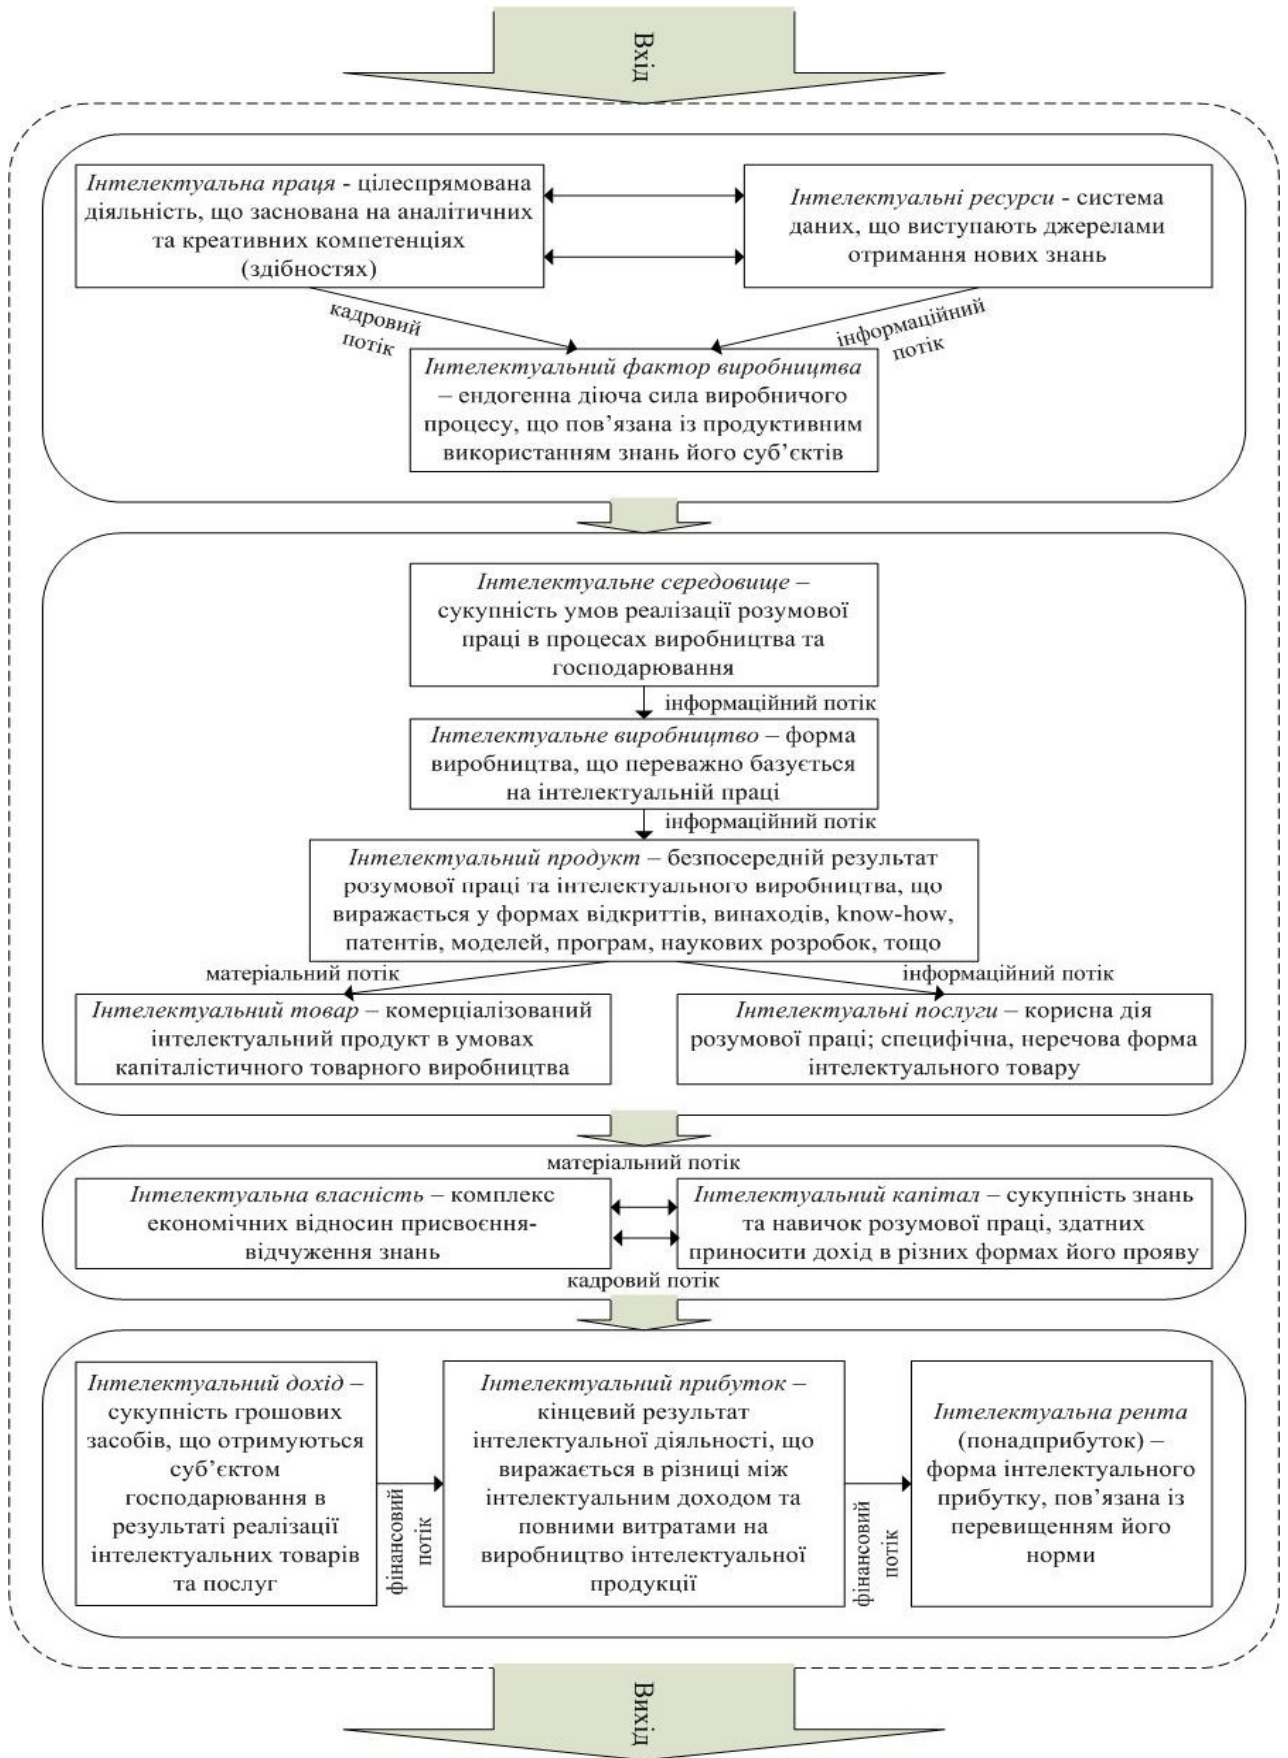 Вхід
Інтелектуальна праця - цілеспрямована
діяльність, що заснована на аналітичних
та креативних компетенціях
(здібностях)
Інтелектуальні ресурси - система
даних, що виступають джерелами
отримання нових знань
кадровий
потік
інформаційний
потік
Інтелектуальний фактор виробництва
– ендогенна діюча сила виробничого
процесу, що пов’язана із продуктивним
використанням знань його суб’єктів
Інтелектуальне середовище –
сукупність умов реалізації розумової
праці в процесах виробництва та
господарювання
інформаційний потік
Інтелектуальне виробництво – форма
виробництва, що переважно базується
на інтелектуальній праці
інформаційний потік
Інтелектуальний продукт – безпосередній результат
розумової праці та інтелектуального виробництва, що
виражається у формах відкриттів, винаходів, know-how,
патентів, моделей, програм, наукових розробок, тощо
матеріальний потік
інформаційний потік
Інтелектуальний товар – комерціалізований
інтелектуальний продукт в умовах
капіталістичного товарного виробництва
Інтелектуальні послуги – корисна дія
розумової праці; специфічна, неречова форма
інтелектуального товару
матеріальний потік
Інтелектуальна власність – комплекс
економічних відносин присвоєння-
відчуження знань
Інтелектуальний капітал – сукупність знань
та навичок розумової праці, здатних
приносити дохід в різних формах його прояву
кадровий потік
Інтелектуальний дохід –
сукупність грошових
засобів, що отримуються
суб’єктом
господарювання в
результаті реалізації
інтелектуальних товарів
та послуг
фінансовий
потік
Інтелектуальний прибуток –
кінцевий результат
інтелектуальної діяльності, що
виражається в різниці між
інтелектуальним доходом та
повними витратами на
виробництво інтелектуальної
продукції
фінансовий
потік
Інтелектуальна рента
(понадприбуток) –
форма інтелектуального
прибутку, пов’язана із
перевищенням його
норми
Вихід